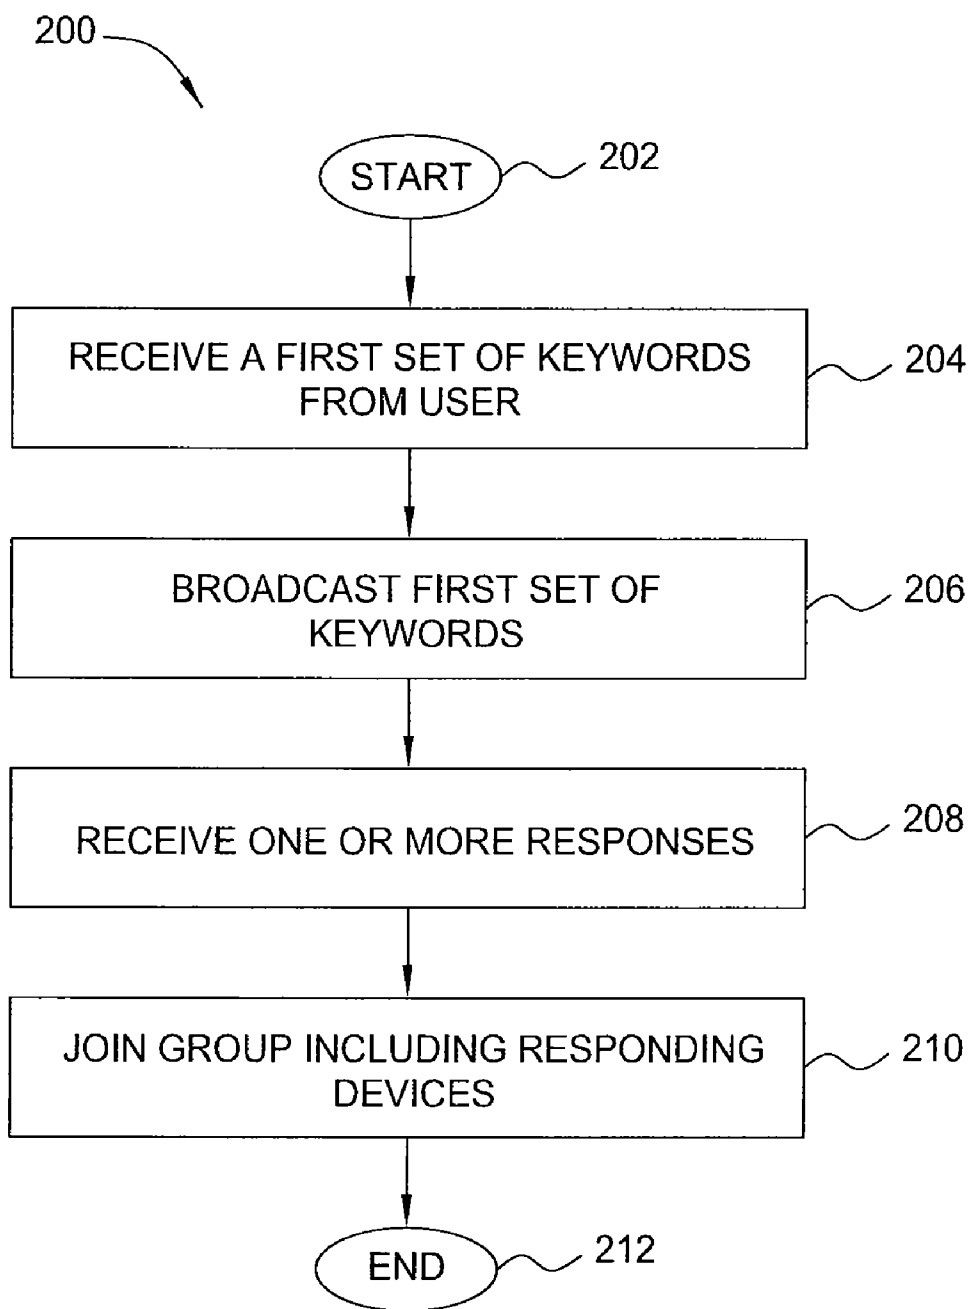 200
START
202
RECEIVE A FIRST SET OF KEYWORDS
FROM USER
204
BROADCAST FIRST SET OF
KEYWORDS
206
RECEIVE ONE OR MORE RESPONSES
208
JOIN GROUP INCLUDING RESPONDING
DEVICES
210
END
212